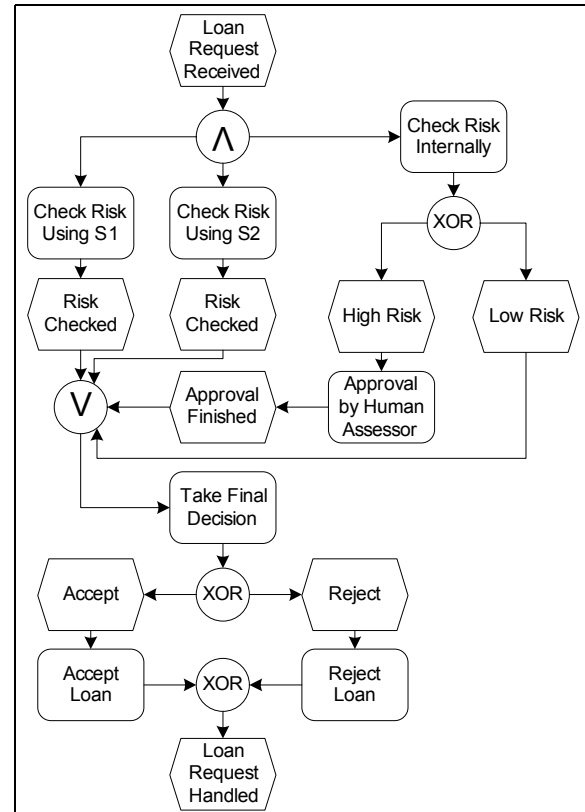 Loan
Request
Received
Λ
Check Risk
Internally
Check Risk
Using S1
Check Risk
Using S2
XOR
Risk
Checked
Risk
Checked
High Risk
Low Risk
V
Approval
Finished
Approval
by Human
Assessor
Take Final
Decision
Accept
XOR
Reject
Accept
Loan
XOR
Reject
Loan
Loan
Request
Handled